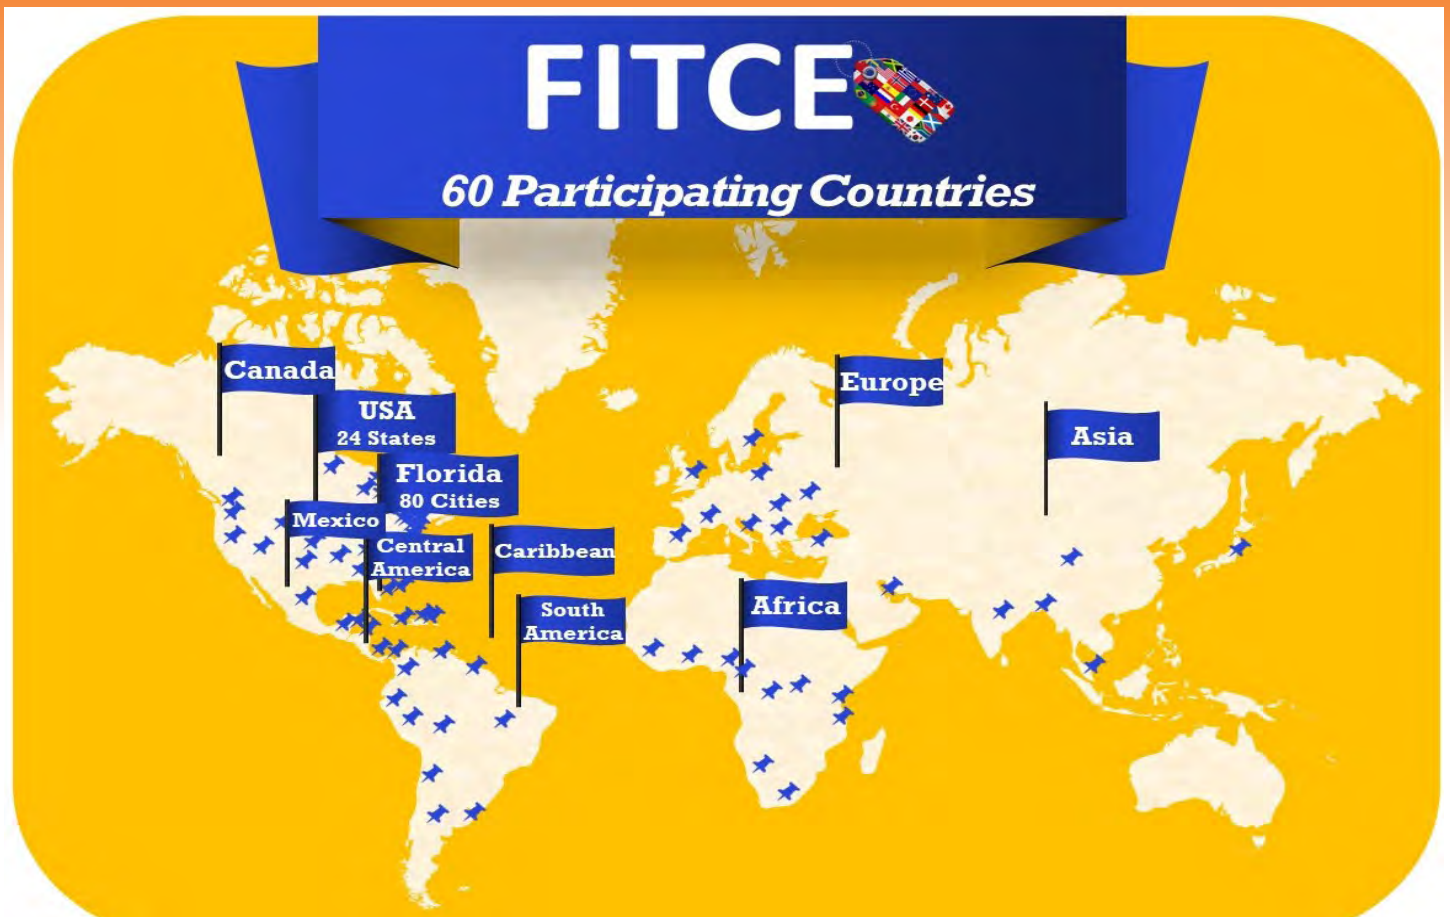 FITCE
60 Participating Countries
Canada
USA
24 States
Florida
80 Cities
Mexico
Central
America
Caribbean
South
America
Europe
Asia
Africa